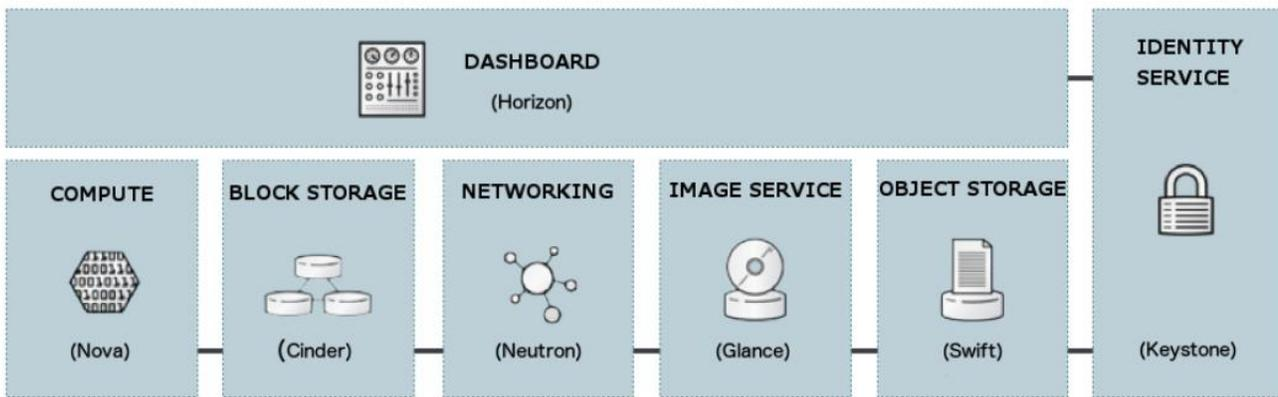 DASHBOARD
(Horizon)
IDENTITY
SERVICE
(Keystone)
COMPUTE
(Nova)
BLOCK STORAGE
(Cinder)
NETWORKING
(Neutron)
IMAGE SERVICE
(Glance)
OBJECT STORAGE
(Swift)